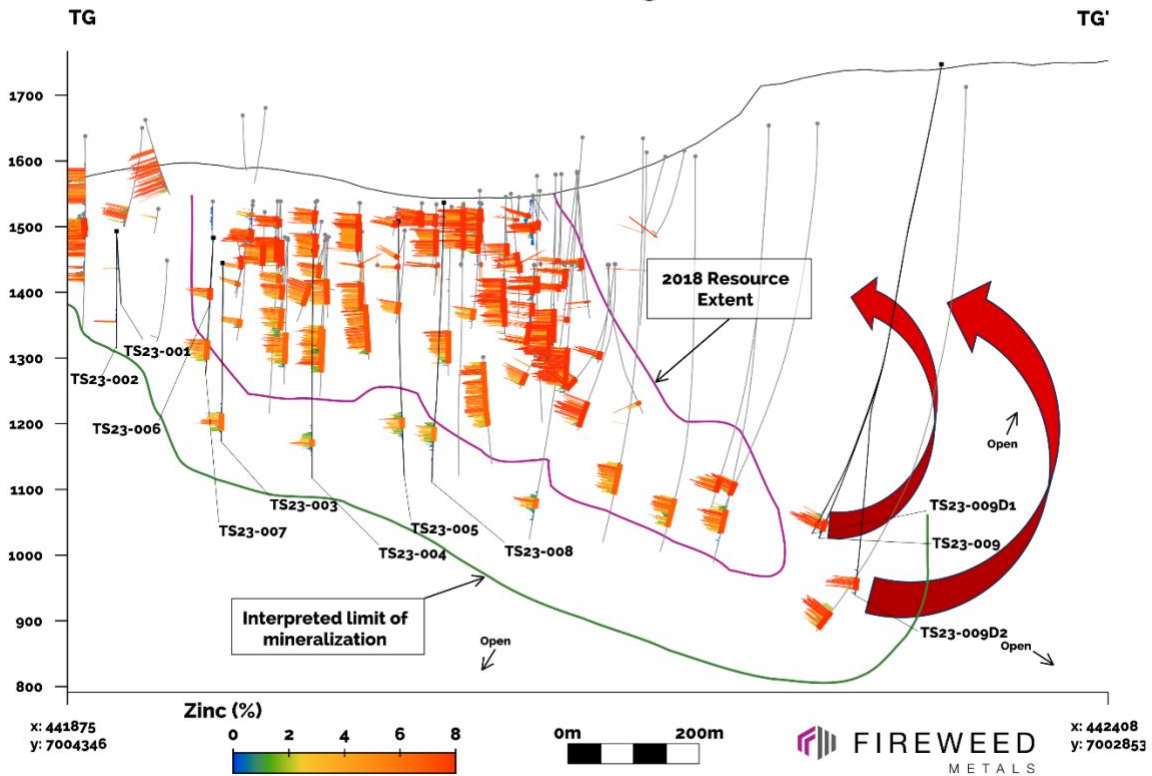 TG
TG'
1700
1600
1500
1400
1300
1200
1100
1000
900
800
2018 Resource
Extent
TS23-001
TS23-002
TS23-006
TS23-003
TS23-007
TS23-004
TS23-005
TS23-008
Open
TS23-009D1
TS23-009
TS23-009D2
Open
Interpreted limit of
mineralization
Open
x: 441875
y: 7004346
Zinc (%)
0 2 4 6 8
0m 200m
FIREWEED
METALS
x: 442408
y: 7002853